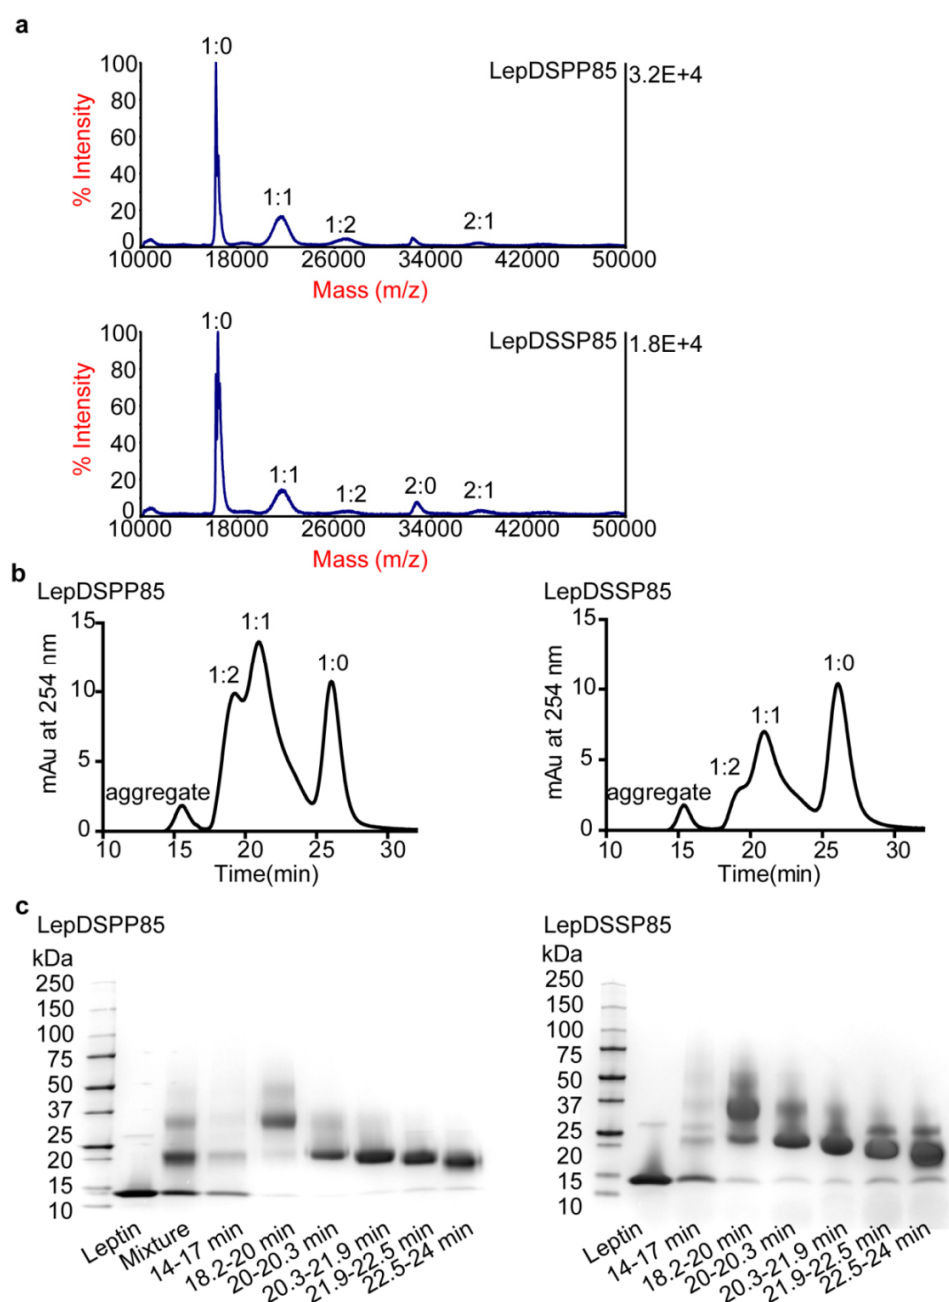 a
1:0
LepDSPP85 3.2E+4
100
80
60
40
20
0
% Intensity
1:1
1:2
2:1
10000 18000 26000 34000 42000 50000
Mass (m/z)
1:0
LepDSSP85 1.8E+4
100
80
60
40
20
0
% Intensity
1:1
1:2
2:0
2:1
10000 18000 26000 34000 42000 50000
Mass (m/z)
b
LepDSPP85
15
10
5
0
mAu at 254 nm
aggregate
1:2
1:1
1:0
10 15 20 25 30
Time(min)
LepDSSP85
15
10
5
0
mAu at 254 nm
aggregate
1:2
1:1
1:0
10 15 20 25 30
Time(min)
c
LepDSPP85
kDa
250
150
100
75
50
37
25
20
15
10
Leptin
Mixture
14-17 min
18.2-20 min
20-20.3 min
20.3-21.9 min
21.9-22.5 min
22.5-24 min
LepDSSP85
kDa
250
150
100
75
50
37
25
20
15
10
Leptin
14-17 min
18.2-20 min
20-20.3 min
20.3-21.9 min
21.9-22.5 min
22.5-24 min